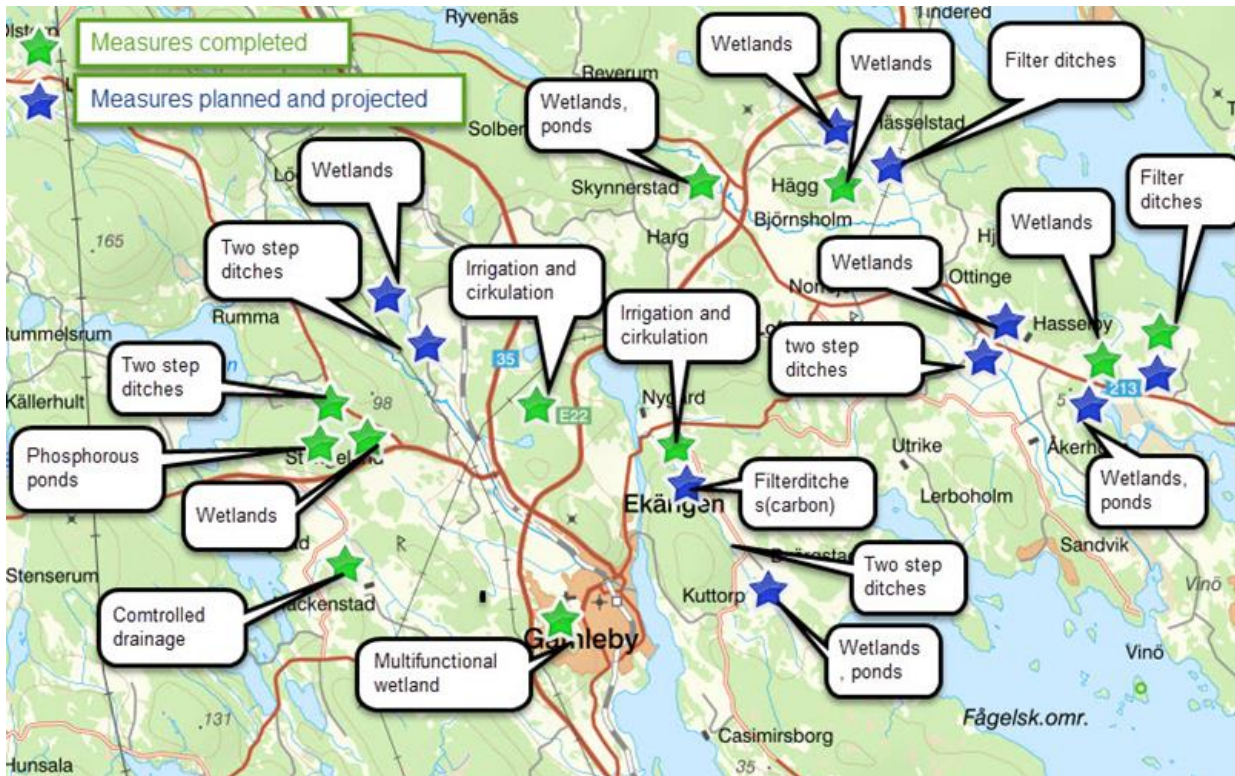 Ryvenäs
Tindered
Measures completed
Measures planned and projected
Wetlands
Wetlands
Filter ditches
Reverum
Wetlands,
ponds
Hässelstad
Wetlands
Skynnerstad
Hägg
Björnsholm
Filter
ditches
Wetlands
Harg
165
Two step
ditches
Irrigation and
cirkulation
Wetlands
Ottinge
Rumma
Irrigation and
cirkulation
Hasselby
35
two step
ditches
213
Two step
ditches
Källerhult
98
E22
Nygård
5
Utrike
Phosphorous
ponds
Ekängen
Filterditche
s(carbon)
Lerboholm
Wetlands,
ponds
Wetlands
Sandvik
Stenserum
Two step
ditches
Vinö
Kuttorp
Comtrolled
drainage
Gamleby
Multifunctional
wetland
Wetlands
, ponds
Vinö
131
Fågelsk.omr.
Casimirsborg
Hunsala
35